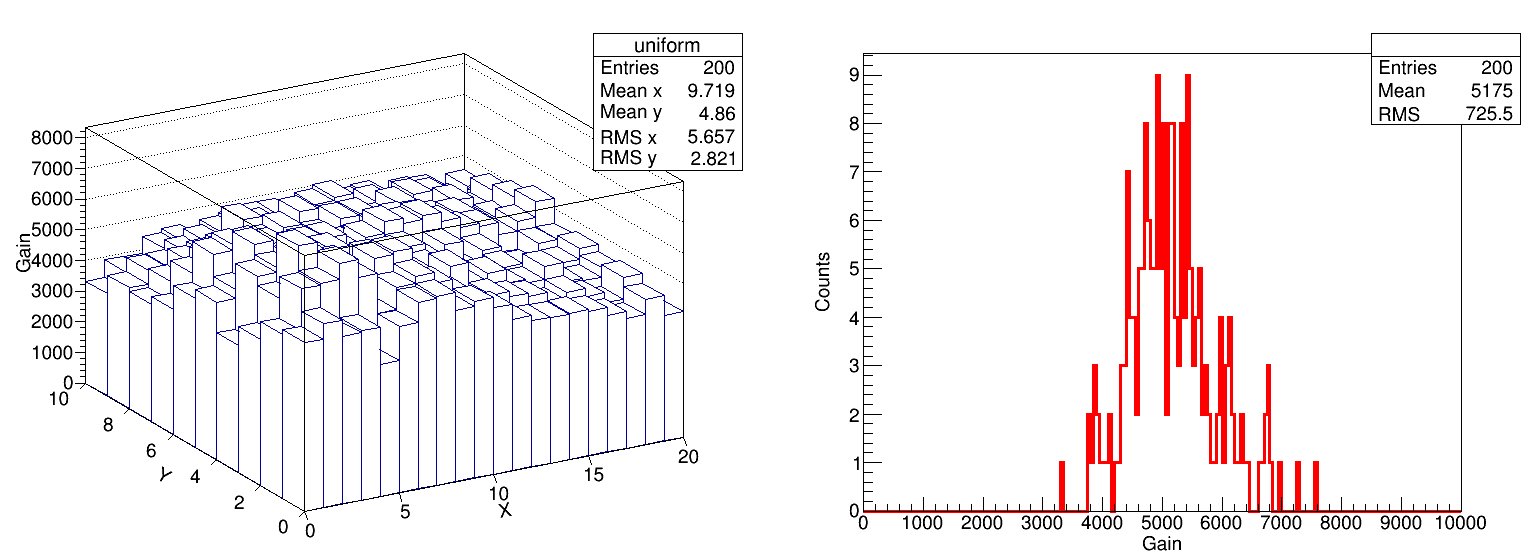 uniform
Entries 200
Mean x 9.719
Mean y 4.86
RMS x 5.657
RMS y 2.821
Gain
8000
7000
6000
5000
4000
3000
2000
1000
0
10
8
6
4
2
0
Y
0
5
10
15
20
X
Entries 200
Mean 5175
RMS 725.5
Counts
9
8
7
6
5
4
3
2
1
0
0 1000 2000 3000 4000 5000 6000 7000 8000 9000 10000
Gain